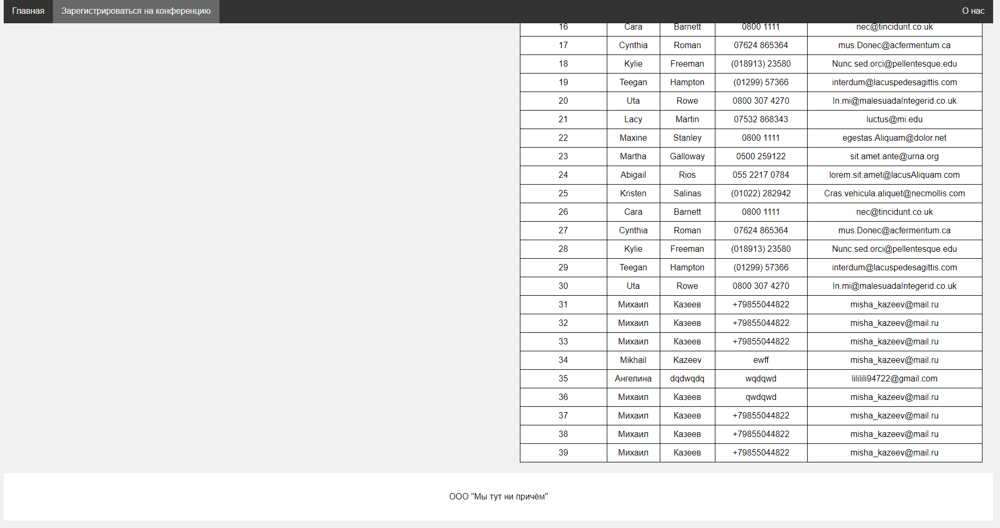 Главная Зарегистрироваться на конференцию О нас
16 Cara Barnett 0800 1111 nec@tincidunt.co.uk
17 Cynthia Roman 07624 865364 mus.Donec@acfermentum.ca
18 Kylie Freeman (018913) 23580 Nunc.sed.orci@pellentesque.edu
19 Teegan Hampton (01299) 57366 interdum@lacuspedesagittis.com
20 Uta Rowe 0800 307 4270 In.mi@malesuadaIntegerid.co.uk
21 Lacy Martin 07532 868343 luctus@mi.edu
22 Maxine Stanley 0800 1111 egestas.Aliquam@dolor.net
23 Martha Galloway 0500 259122 sit.amet.ante@urna.org
24 Abigail Rios 055 2217 0784 lorem.sit.amet@lacusAliquam.com
25 Kristen Salinas (01022) 282942 Cras.vehicula.aliquet@necmollis.com
26 Cara Barnett 0800 1111 nec@tincidunt.co.uk
27 Cynthia Roman 07624 865364 mus.Donec@acfermentum.ca
28 Kylie Freeman (018913) 23580 Nunc.sed.orci@pellentesque.edu
29 Teegan Hampton (01299) 57366 interdum@lacuspedesagittis.com
30 Uta Rowe 0800 307 4270 In.mi@malesuadaIntegerid.co.uk
31 Михаил Казеев +79855044822 misha_kazeev@mail.ru
32 Михаил Казеев +79855044822 misha_kazeev@mail.ru
33 Михаил Казеев +79855044822 misha_kazeev@mail.ru
34 Mikhail Kazeev ewff misha_kazeev@mail.ru
35 Ангелина dqdwqdq wqdqwd lililili94722@gmail.com
36 Михаил Казеев qwdqwd misha_kazeev@mail.ru
37 Михаил Казеев +79855044822 misha_kazeev@mail.ru
38 Михаил Казеев +79855044822 misha_kazeev@mail.ru
39 Михаил Казеев +79855044822 misha_kazeev@mail.ru
ООО "Мы тут ни причём"